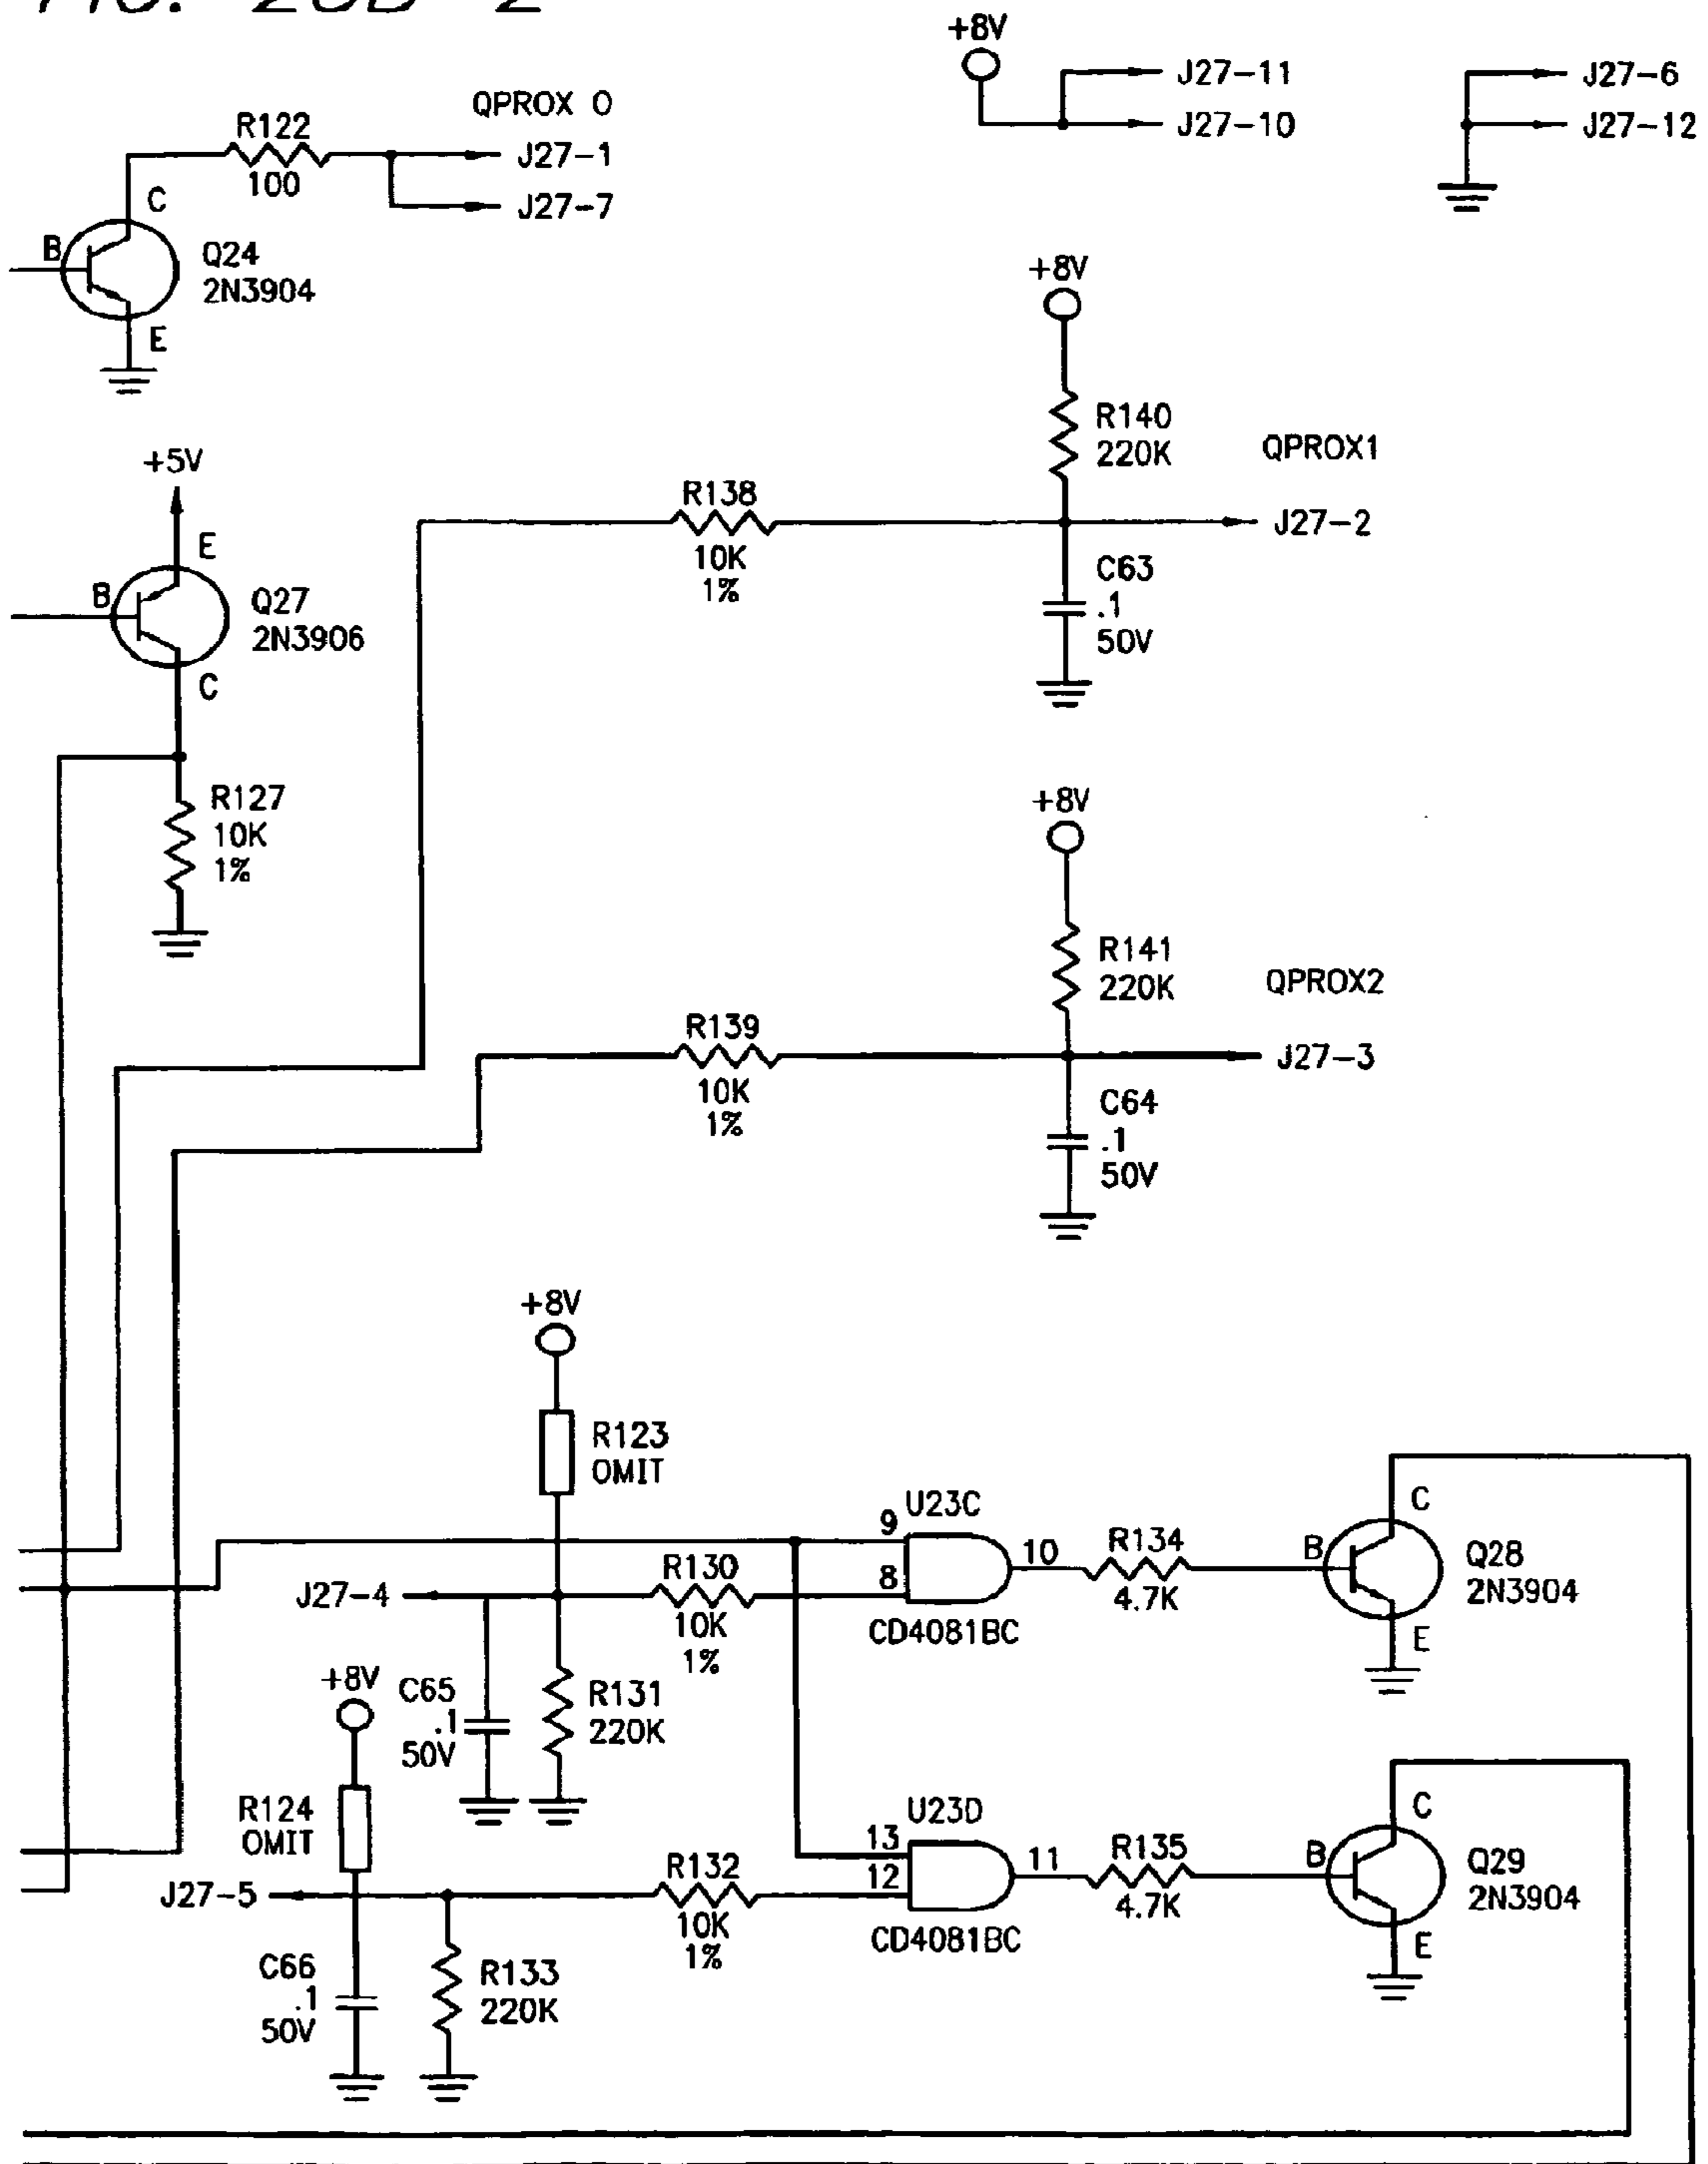 +8V
J27-11
J27-10
J27-6
J27-12
QPROX 0
R122
100
J27-1
J27-7
C
B
E
Q24
2N3904
+5V
E
B
C
Q27
2N3906
R127
10K
1%
+8V
R140
220K
QPROX1
R138
10K
1%
J27-2
C63
.1
50V
+8V
R141
220K
QPROX2
R139
10K
1%
J27-3
C64
.1
50V
+8V
R123
OMIT
U23C
9
8
10
CD4081BC
R134
4.7K
C
B
E
Q28
2N3904
J27-4
R130
10K
1%
C65
.1
50V
R131
220K
+8V
R124
OMIT
J27-5
C66
.1
50V
R133
220K
R132
10K
1%
U23D
13
12
11
CD4081BC
R135
4.7K
C
B
E
Q29
2N3904